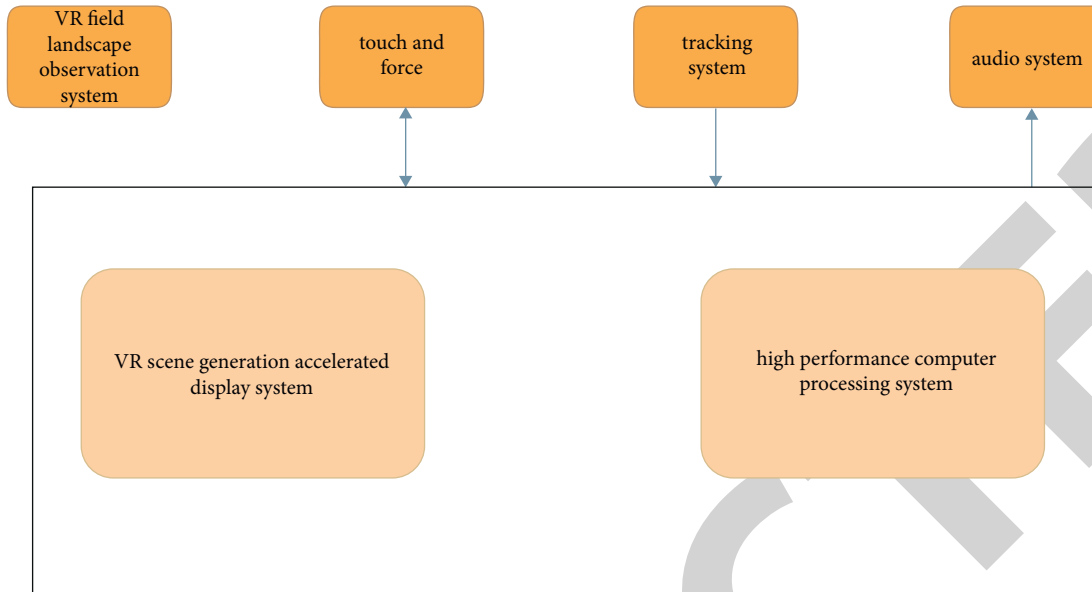 VR field
landscape
observation
system
touch and
force
tracking
system
audio system
VR scene generation accelerated
display system
high performance computer
processing system